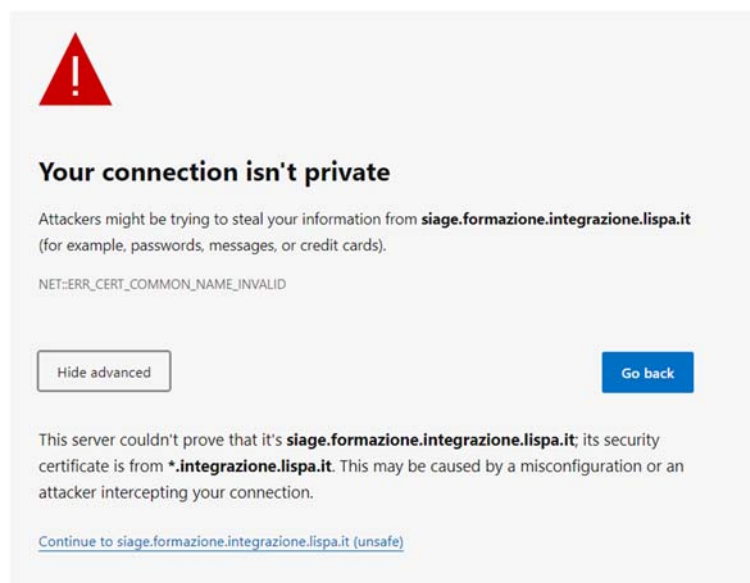 Your connection isn't private
Attackers might be trying to steal your information from siage.formazione.integrazione.lispa.it
(for example, passwords, messages, or credit cards).
NET::ERR_CERT_COMMON_NAME_INVALID
Hide advanced
Go back
This server couldn't prove that it's siage.formazione.integrazione.lispa.it; its security
certificate is from *.integrazione.lispa.it. This may be caused by a misconfiguration or an
attacker intercepting your connection.
Continue to siage.formazione.integrazione.lispa.it (unsafe)